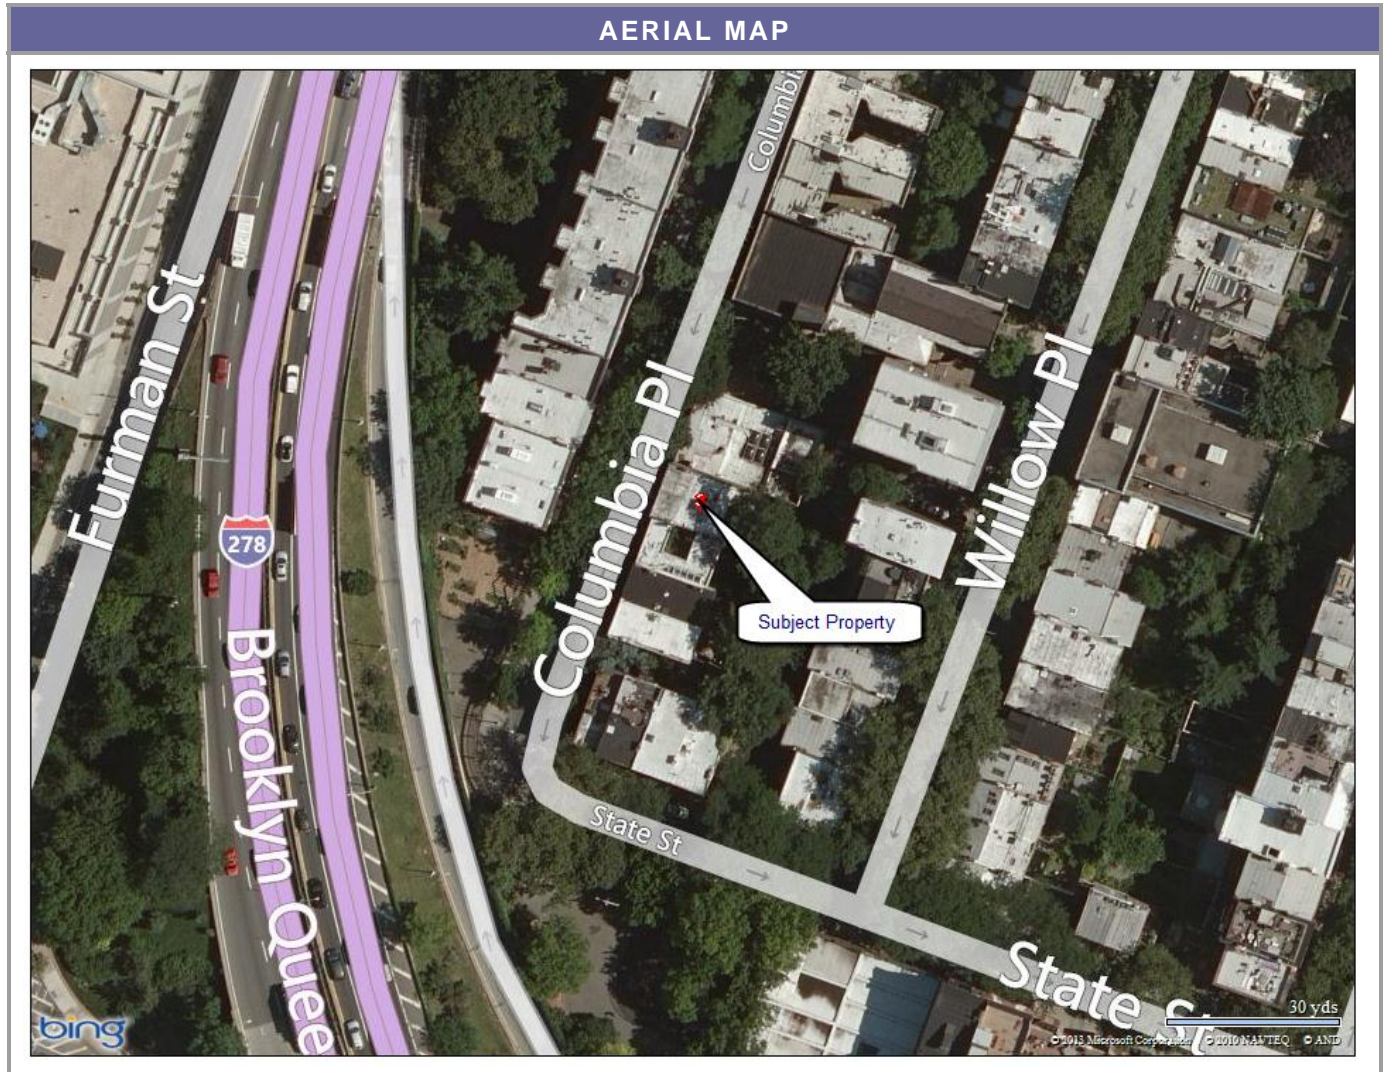 AERIAL MAP
Columbia
Furman St
Columbia Pl
Willow Pl
278
Subject Property
Brooklyn Quee
State St
State St
30 yds
bing
© 2013 Microsoft Corporation © 2010 NAVTEQ © AND